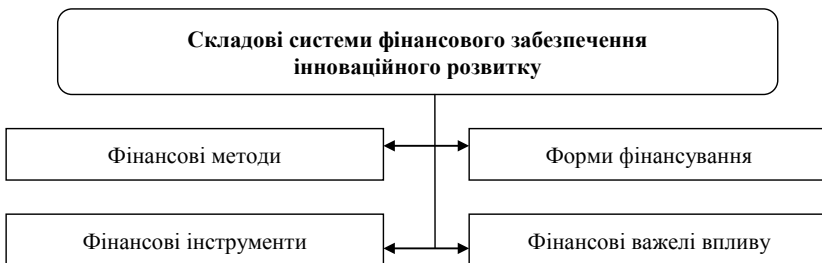 Складові системи фінансового забезпечення
інноваційного розвитку
Фінансові методи
Форми фінансування
Фінансові інструменти
Фінансові важелі впливу